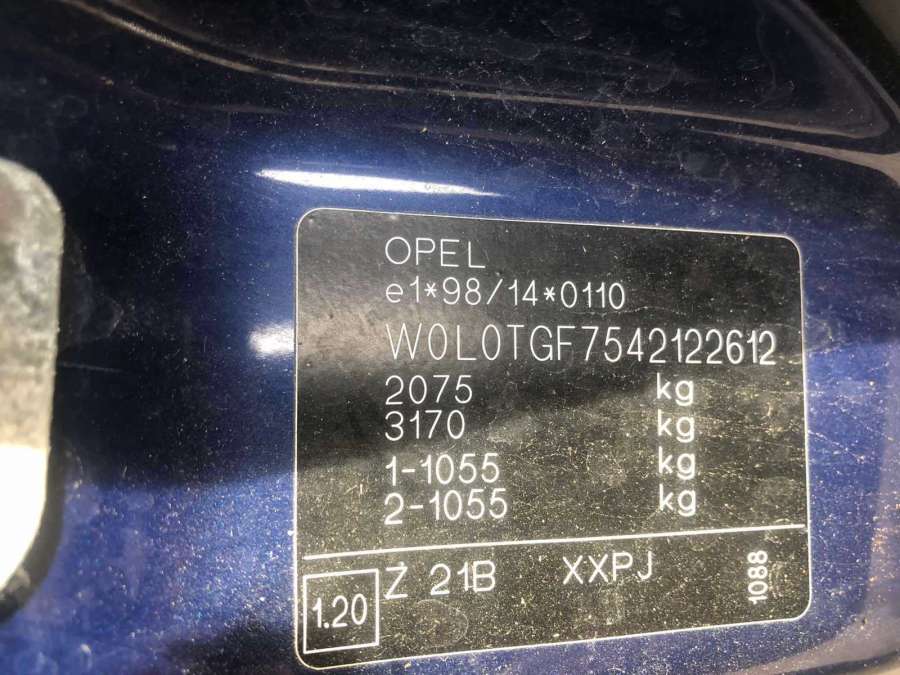 OPEL
e1*98/14*0110
W0L0TGF7542122612
2075 kg
3170 kg
1-1055 kg
2-1055 kg
1.20 Z 21B XXPJ 1088